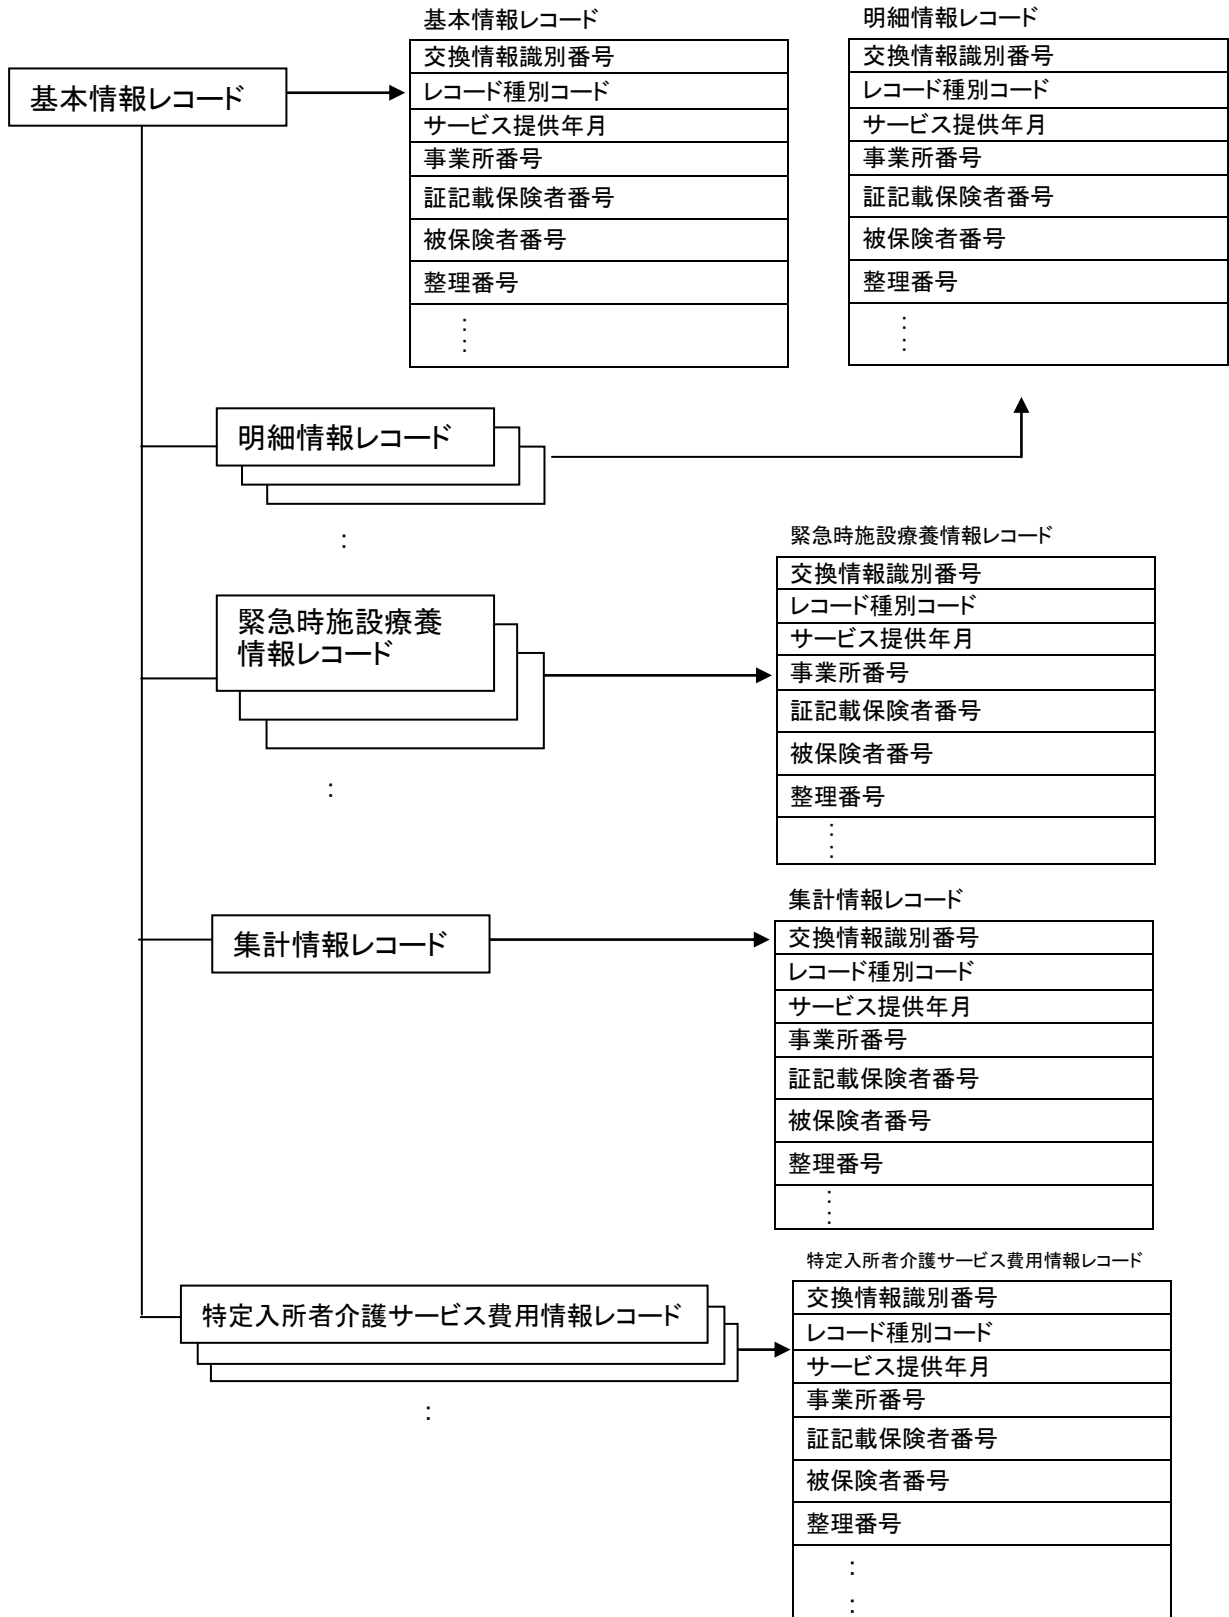 基本情報レコード
基本情報レコード
交換情報識別番号
レコード種別コード
サービス提供年月
事業所番号
証記載保険者番号
被保険者番号
整理番号
：
：
明細情報レコード
交換情報識別番号
レコード種別コード
サービス提供年月
事業所番号
証記載保険者番号
被保険者番号
整理番号
：
：
明細情報レコード
：
緊急時施設療養
情報レコード
：
緊急時施設療養情報レコード
交換情報識別番号
レコード種別コード
サービス提供年月
事業所番号
証記載保険者番号
被保険者番号
整理番号
：
：
集計情報レコード
集計情報レコード
交換情報識別番号
レコード種別コード
サービス提供年月
事業所番号
証記載保険者番号
被保険者番号
整理番号
：
：
特定入所者介護サービス費用情報レコード
：
特定入所者介護サービス費用情報レコード
交換情報識別番号
レコード種別コード
サービス提供年月
事業所番号
証記載保険者番号
被保険者番号
整理番号
：
：